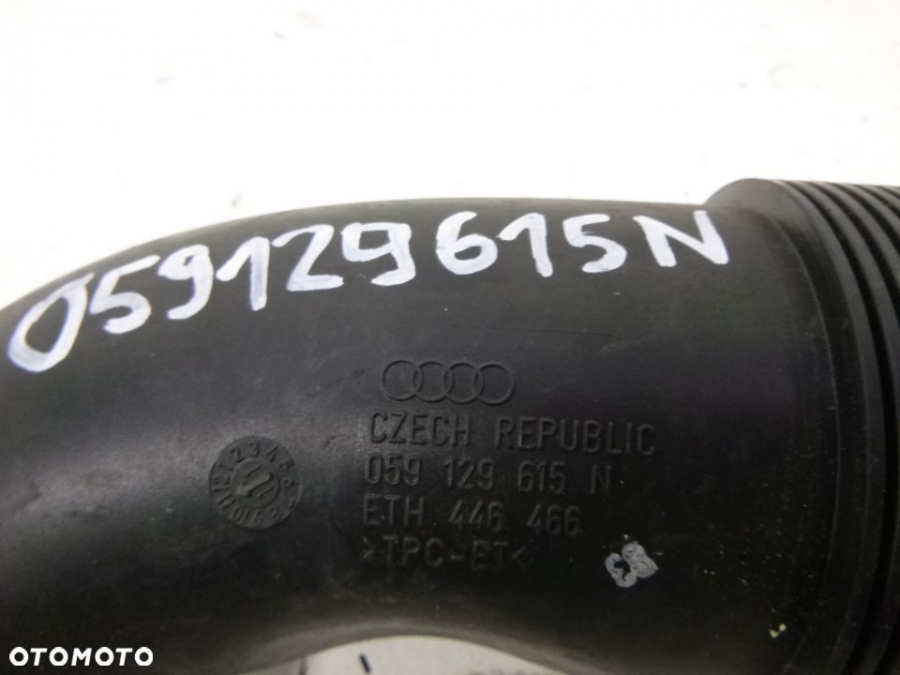 059129615N
CZECH REPUBLIC
059 129 615 N
ETH 446 466
>TPC-ET<
OTOMOTO